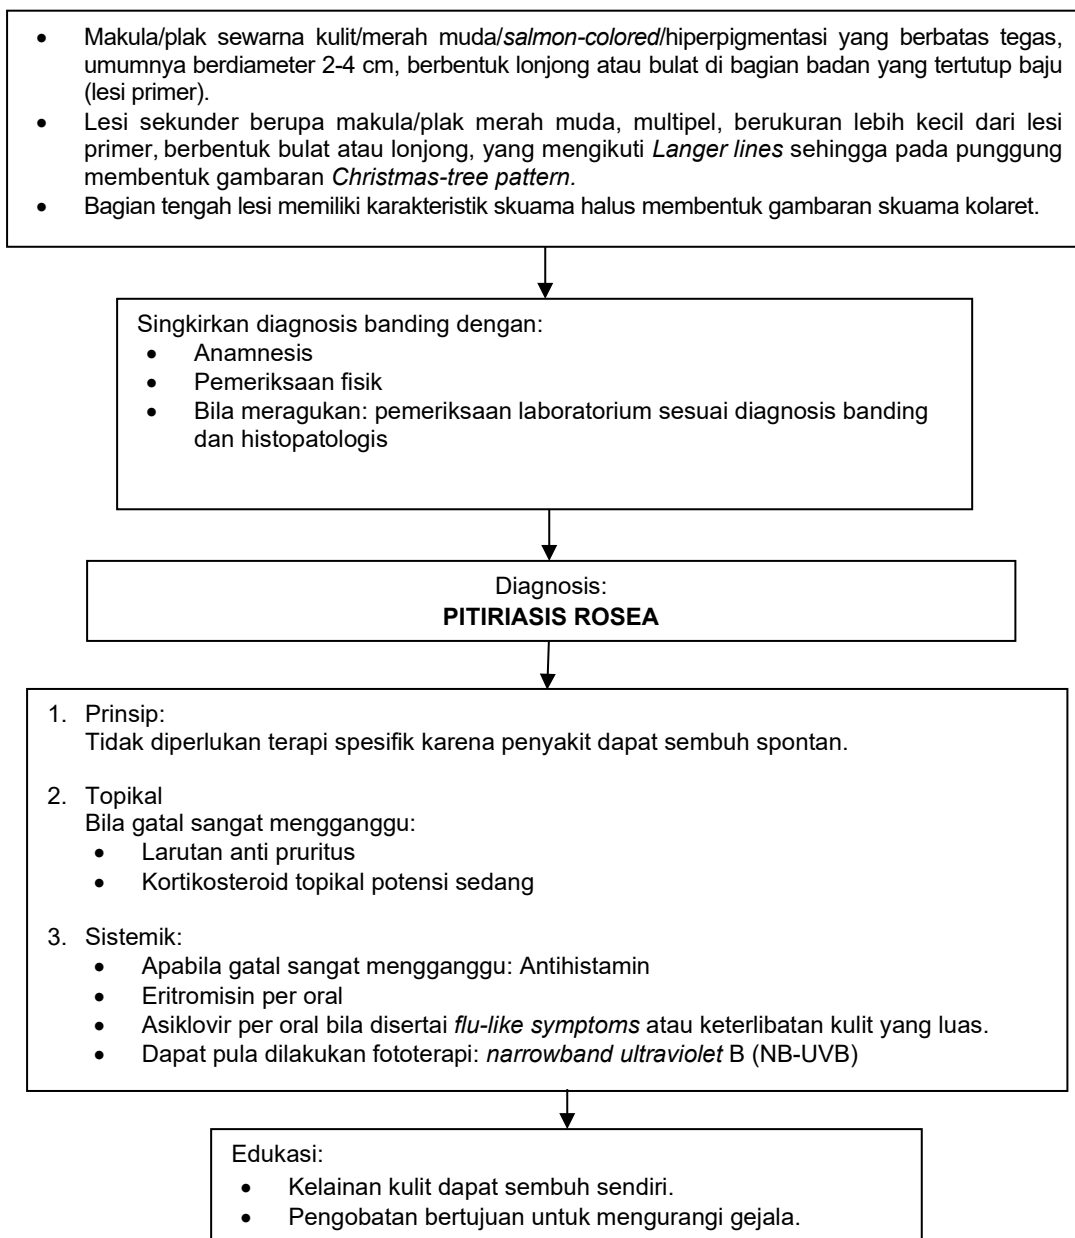 • Makula/plak sewarna kulit/merah muda/salmon-colored/hiperpigmentasi yang berbatas tegas,
umumnya berdiameter 2-4 cm, berbentuk lonjong atau bulat di bagian badan yang tertutup baju
(lesi primer).
• Lesi sekunder berupa makula/plak merah muda, multipel, berukuran lebih kecil dari lesi
primer, berbentuk bulat atau lonjong, yang mengikuti Langer lines sehingga pada punggung
membentuk gambaran Christmas-tree pattern.
• Bagian tengah lesi memiliki karakteristik skuama halus membentuk gambaran skuama kolaret.
Singkirkan diagnosis banding dengan:
• Anamnesis
• Pemeriksaan fisik
• Bila meragukan: pemeriksaan laboratorium sesuai diagnosis banding
dan histopatologis
Diagnosis:
PITIRIASIS ROSEA
1. Prinsip:
Tidak diperlukan terapi spesifik karena penyakit dapat sembuh spontan.
2. Topikal
Bila gatal sangat mengganggu:
• Larutan anti pruritus
• Kortikosteroid topikal potensi sedang
3. Sistemik:
• Apabila gatal sangat mengganggu: Antihistamin
• Eritromisin per oral
• Asiklovir per oral bila disertai flu-like symptoms atau keterlibatan kulit yang luas.
• Dapat pula dilakukan fototerapi: narrowband ultraviolet B (NB-UVB)
Edukasi:
• Kelainan kulit dapat sembuh sendiri.
• Pengobatan bertujuan untuk mengurangi gejala.